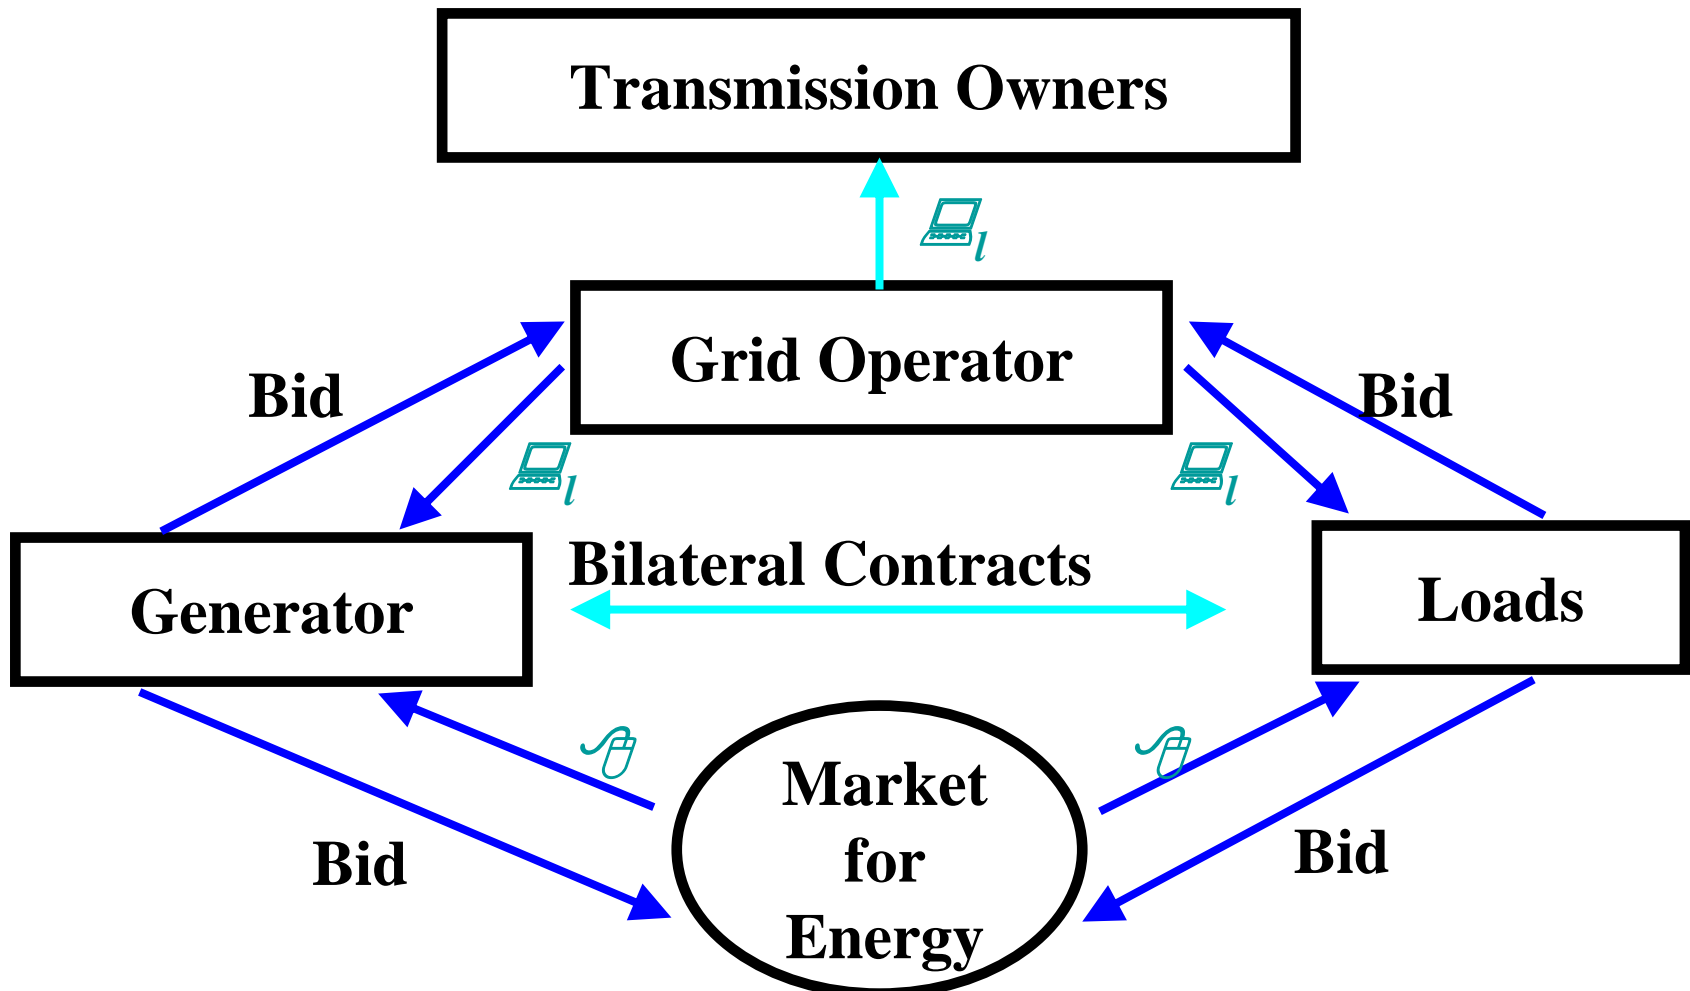 Transmission Owners
l
Grid Operator
Bid
Bid
l
l
Bilateral Contracts
Generator
Loads
Market
for
Energy
Bid
Bid